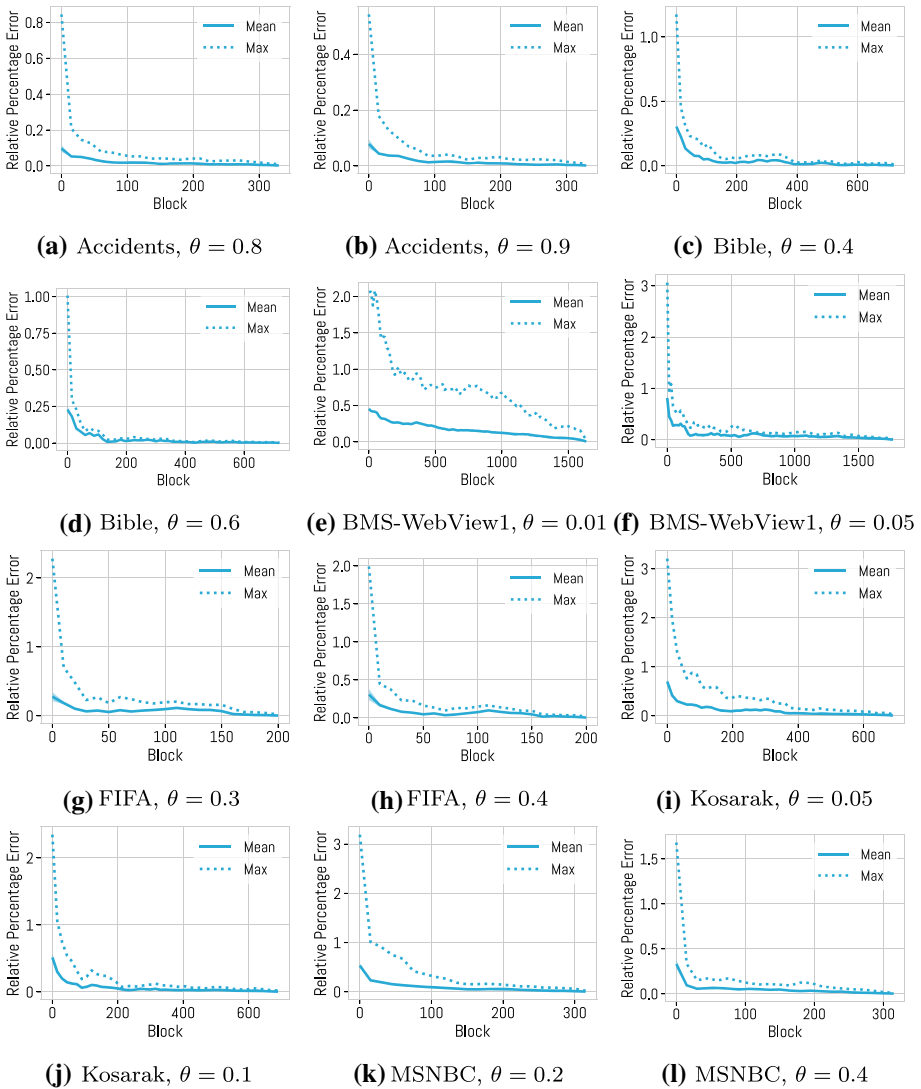 Relative Percentage Error
0.8
0.6
0.4
0.2
0.0
Mean
Max
0
100
200
300
Block
(a) Accidents, θ = 0.8
Relative Percentage Error
0.4
0.2
0.0
Mean
Max
0
100
200
300
Block
(b) Accidents, θ = 0.9
Relative Percentage Error
1.0
0.5
0.0
Mean
Max
0
200
400
600
Block
(c) Bible, θ = 0.4
Relative Percentage Error
1.00
0.75
0.50
0.25
0.00
Mean
Max
0
200
400
600
Block
(d) Bible, θ = 0.6
Relative Percentage Error
2.0
1.5
1.0
0.5
0.0
Mean
Max
0
500
1000
1500
Block
(e) BMS-WebView1, θ = 0.01
Relative Percentage Error
3
2
1
0
Mean
Max
0
500
1000
1500
Block
(f) BMS-WebView1, θ = 0.05
Relative Percentage Error
2
1
0
Mean
Max
0
50
100
150
200
Block
(g) FIFA, θ = 0.3
Relative Percentage Error
2.0
1.5
1.0
0.5
0.0
Mean
Max
0
50
100
150
200
Block
(h) FIFA, θ = 0.4
Relative Percentage Error
3
2
1
0
Mean
Max
0
200
400
600
Block
(i) Kosarak, θ = 0.05
Relative Percentage Error
2
1
0
Mean
Max
0
200
400
600
Block
(j) Kosarak, θ = 0.1
Relative Percentage Error
3
2
1
0
Mean
Max
0
100
200
300
Block
(k) MSNBC, θ = 0.2
Relative Percentage Error
1.5
1.0
0.5
0.0
Mean
Max
0
100
200
300
Block
(l) MSNBC, θ = 0.4